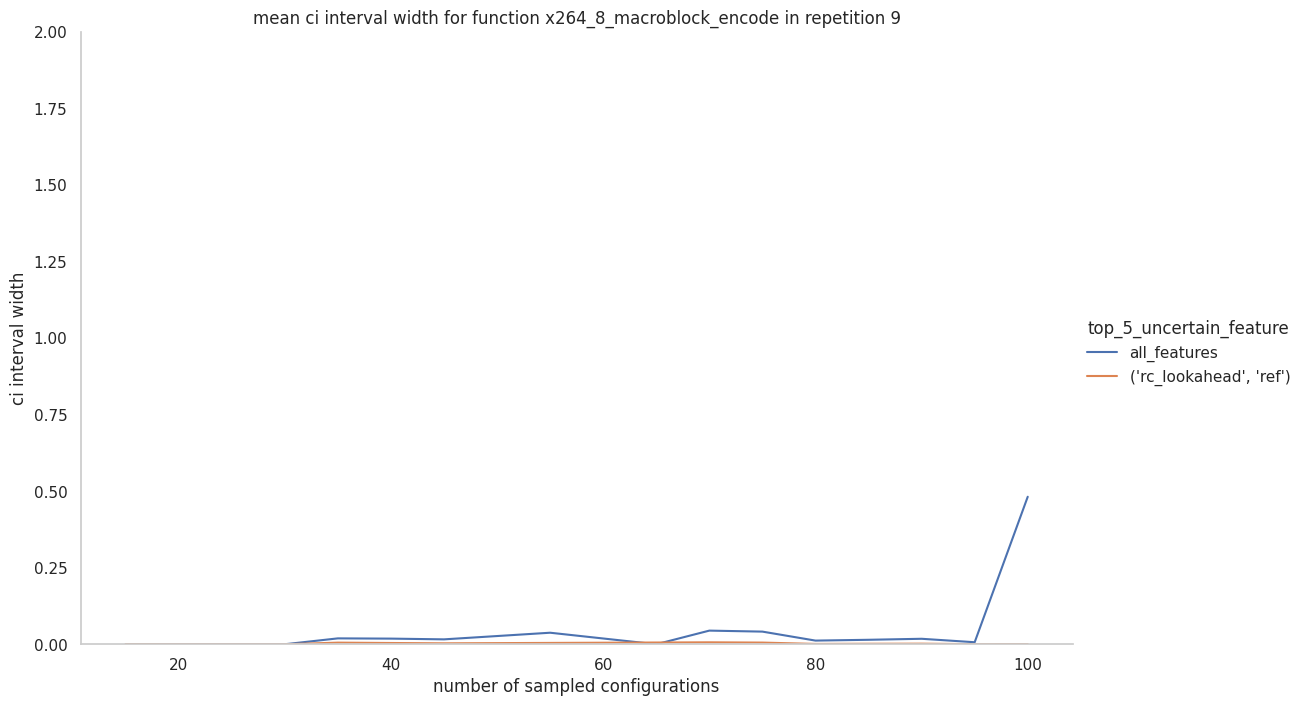 mean ci interval width for function x264_8_macroblock_encode in repetition 9
2.00
1.75
1.50
1.25
1.00
0.75
0.50
0.25
0.00
ci interval width
20
40
60
80
100
number of sampled configurations
top_5_uncertain_feature
all_features
('rc_lookahead', 'ref')